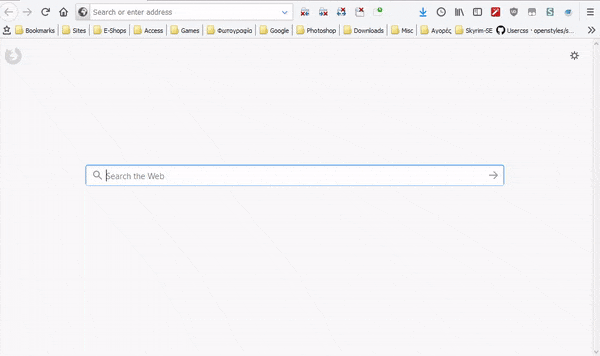 Search or enter address
Bookmarks Sites E-Shops Access Games Φωτογραφία Google Photoshop Downloads Misc Αγορές Skyrim-SE Usercss · openstyles/s...
Search the Web